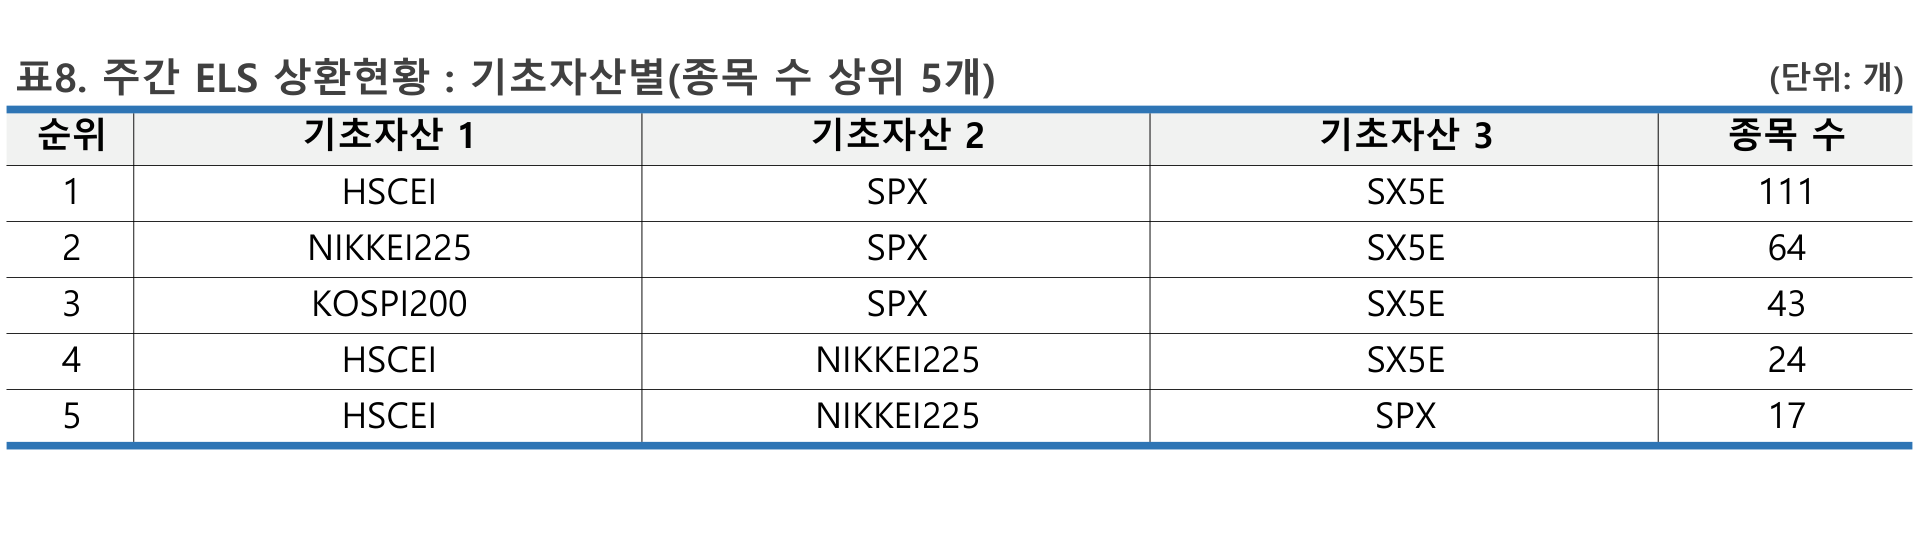 표8. 주간 ELS 상환현황 : 기초자산별(종목 수 상위 5개) (단위: 개)
순위 기초자산 1 기초자산 2 기초자산 3 종목 수
1 HSCEI SPX SX5E 111
2 NIKKEI225 SPX SX5E 64
3 KOSPI200 SPX SX5E 43
4 HSCEI NIKKEI225 SX5E 24
5 HSCEI NIKKEI225 SPX 17